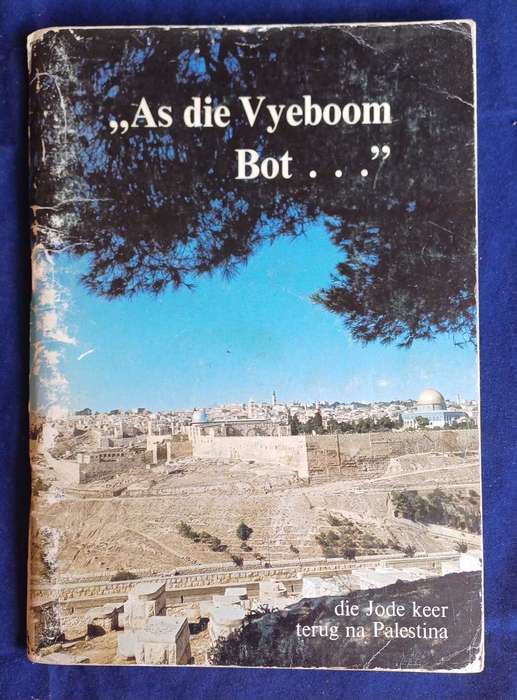 „As die Vyeboom
Bot . . .”
die Jode keer
terug na Palestina